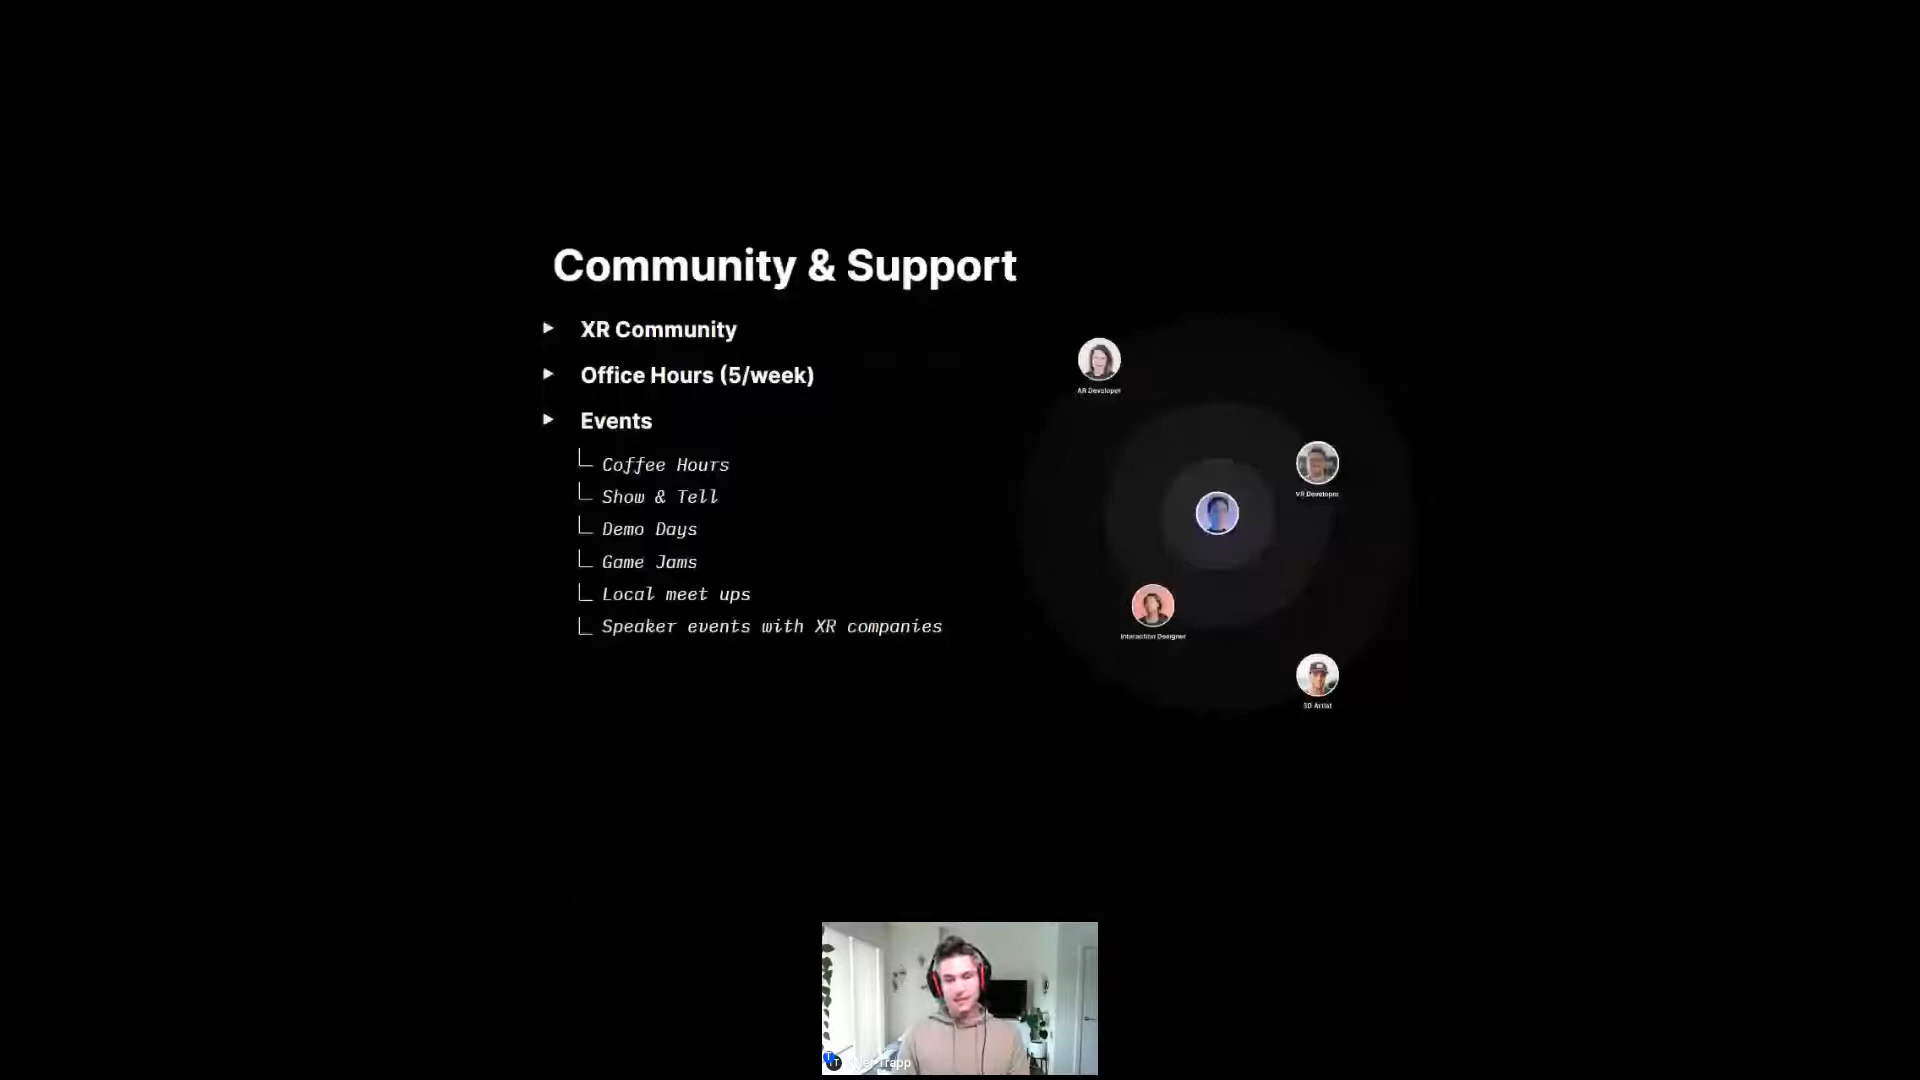 Community & Support
XR Community
Office Hours (5/week)
Events
Coffee Hours
Show & Tell
Demo Days
Game Jams
Local meet ups
Speaker events with XR companies
AR Developer
VR Developer
Interaction Designer
3D Artist
Trapp